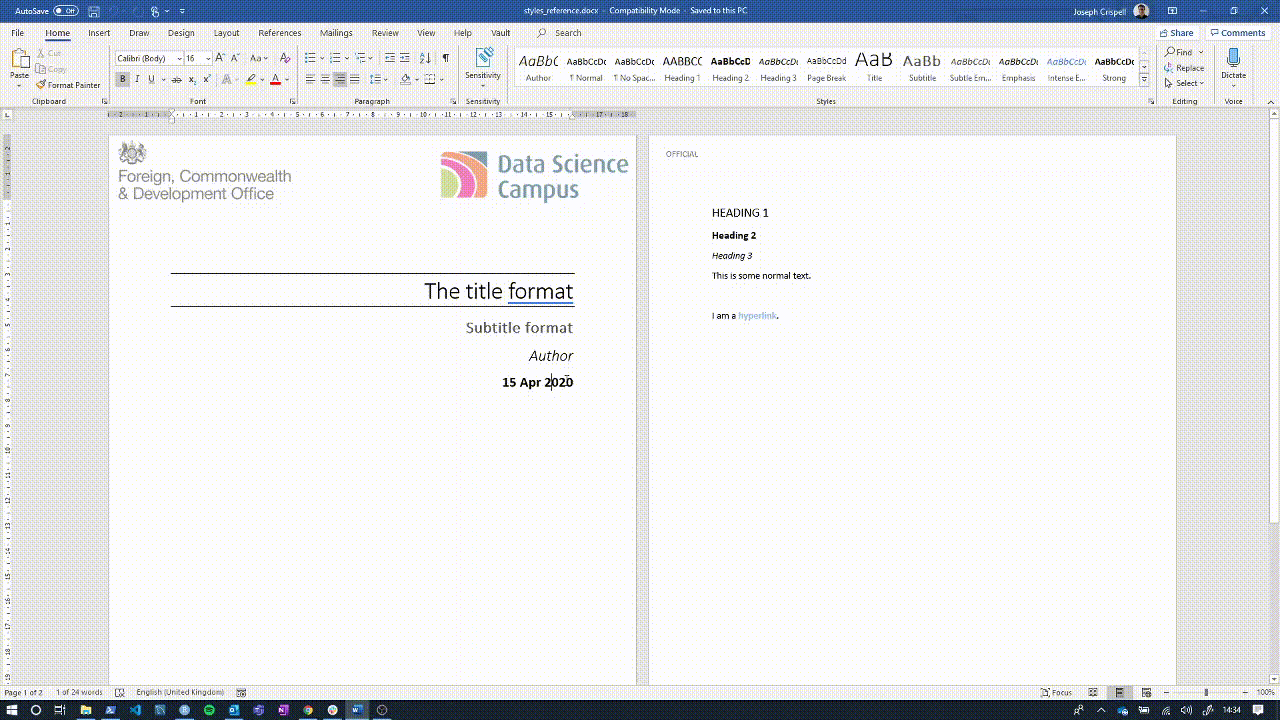 AutoSave Off
styles_reference.docx – Compatibility Mode – Saved to this PC
Joseph Crispell
File Home Insert Draw Design Layout References Mailings Review View Help Vault Search
Share Comments
Paste
Cut
Copy
Format Painter
Clipboard
Calibri (Body) 16
Font
Paragraph
Sensitivity
Sensitivity
AaBbC AaBbCcDc AaBbCcDc AaBbCC AaBbCcD AaBbCcDc AaBbCcDd AaB AaBb AaBbCcDc AaBbCcDc AaBbCcDc AaBbCcDc
Author ¶ Normal ¶ No Spac... Heading 1 Heading 2 Heading 3 Page Break Title Subtitle Subtle Em... Emphasis Intense E... Strong
Styles
Find
Replace
Select
Editing
Dictate
Voice
Foreign, Commonwealth
& Development Office
Data Science
Campus
The title format
Subtitle format
Author
15 Apr 2020
OFFICIAL
HEADING 1
Heading 2
Heading 3
This is some normal text.
I am a hyperlink.
Page 1 of 2 1 of 24 words English (United Kingdom)
Focus 100%
14:34